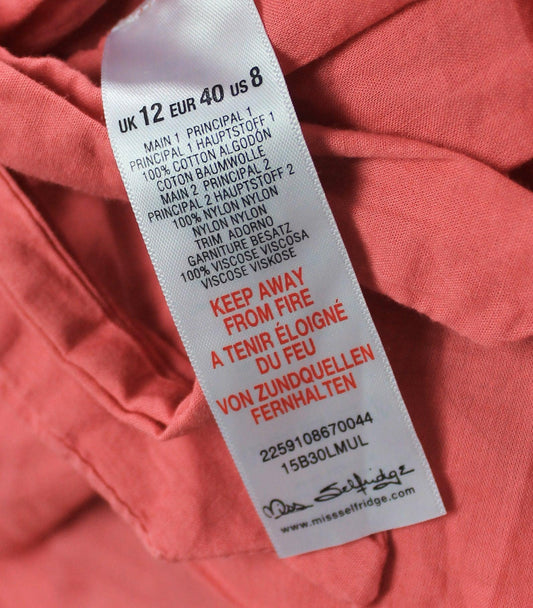 UK 12 EUR 40 US 8
MAIN 1 PRINCIPAL 1
PRINCIPAL 1 HAUPTSTOFF 1
100% COTTON ALGODÓN
COTON BAUMWOLLE
MAIN 2 PRINCIPAL 2
PRINCIPAL 2 HAUPTSTOFF 2
100% NYLON NYLON
NYLON NYLON
TRIM ADORNO
GARNITURE BESATZ
100% VISCOSE VISCOSA
VISCOSE VISKOSE
KEEP AWAY
FROM FIRE
A TENIR ÉLOIGNÉ
DU FEU
VON ZUNDQUELLEN
FERNHALTEN
2259108670044
15B30LMUL
Miss Selfridge
www.missselfridge.com